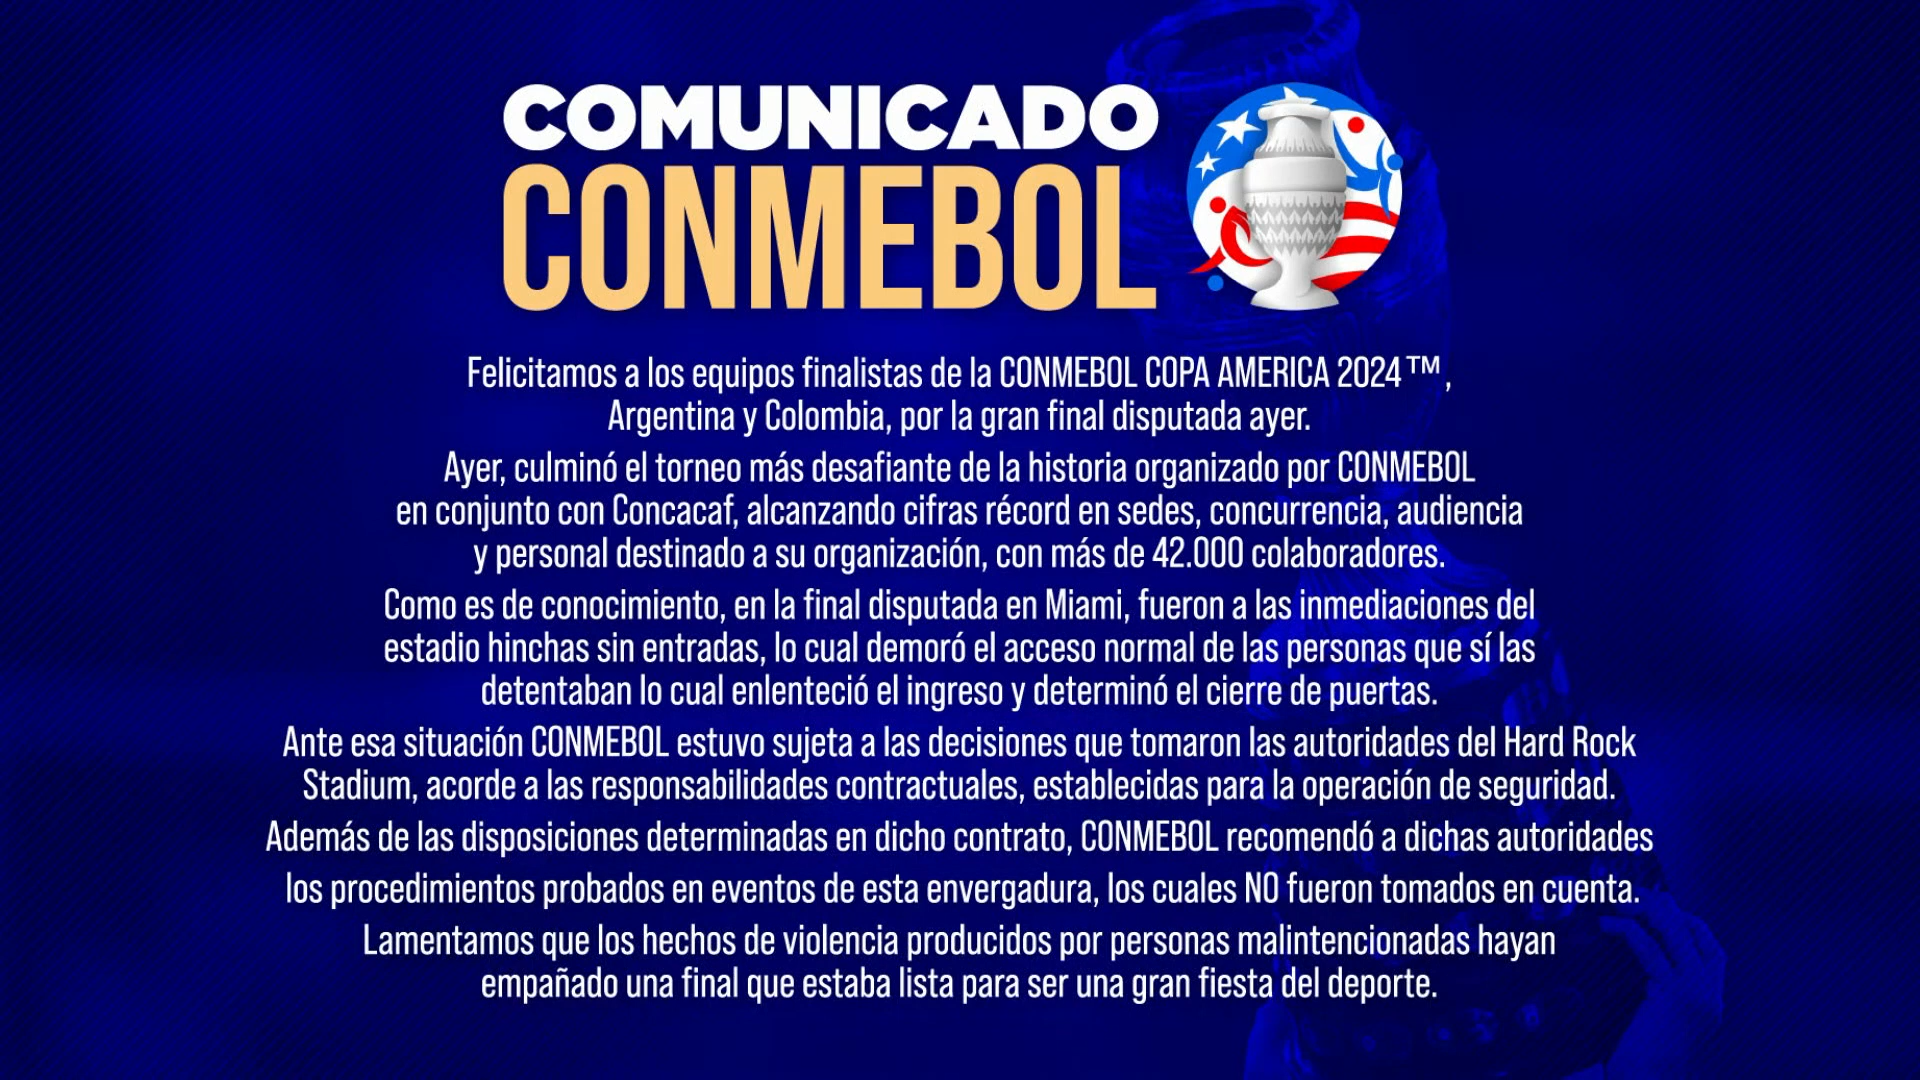 COMUNICADO
CONMEBOL
Felicitamos a los equipos finalistas de la CONMEBOL COPA AMERICA 2024™,
Argentina y Colombia, por la gran final disputada ayer.
Ayer, culminó el torneo más desafiante de la historia organizado por CONMEBOL
en conjunto con Concacaf, alcanzando cifras récord en sedes, concurrencia, audiencia
y personal destinado a su organización, con más de 42.000 colaboradores.
Como es de conocimiento, en la final disputada en Miami, fueron a las inmediaciones del
estadio hinchas sin entradas, lo cual demoró el acceso normal de las personas que sí las
detentaban lo cual enlenteció el ingreso y determinó el cierre de puertas.
Ante esa situación CONMEBOL estuvo sujeta a las decisiones que tomaron las autoridades del Hard Rock
Stadium, acorde a las responsabilidades contractuales, establecidas para la operación de seguridad.
Además de las disposiciones determinadas en dicho contrato, CONMEBOL recomendó a dichas autoridades
los procedimientos probados en eventos de esta envergadura, los cuales NO fueron tomados en cuenta.
Lamentamos que los hechos de violencia producidos por personas malintencionadas hayan
empañado una final que estaba lista para ser una gran fiesta del deporte.